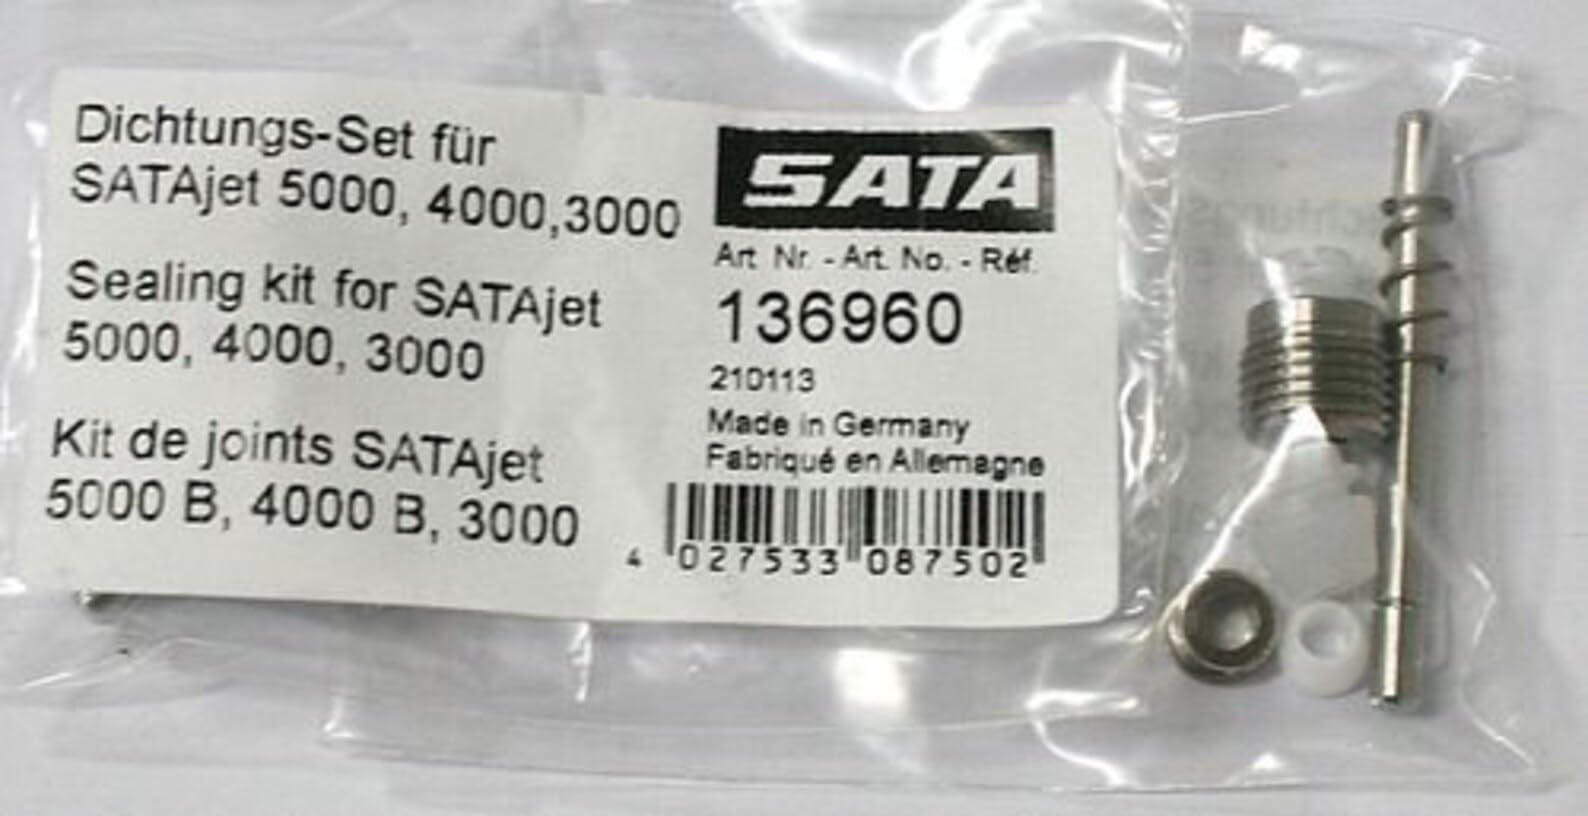 Dichtungs-Set für
SATAjet 5000, 4000,3000
Sealing kit for SATAjet
5000, 4000, 3000
Kit de joints SATAjet
5000 B, 4000 B, 3000
SATA
Art. Nr. - Art. No. - Réf.
136960
210113
Made in Germany
Fabriqué en Allemagne
4 027533 087502